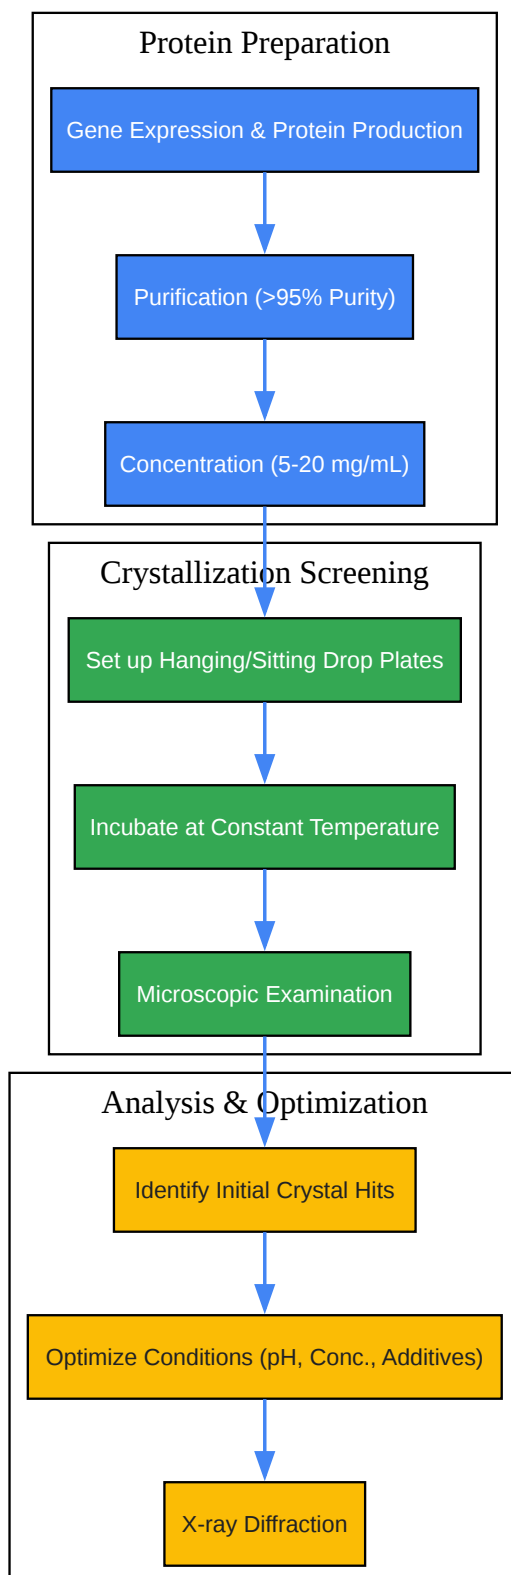 Protein Preparation
Gene Expression & Protein Production
Purification (>95% Purity)
Concentration (5-20 mg/mL)
Crystallization Screening
Set up Hanging/Sitting Drop Plates
Incubate at Constant Temperature
Microscopic Examination
Analysis & Optimization
Identify Initial Crystal Hits
Optimize Conditions (pH, Conc., Additives)
X-ray Diffraction